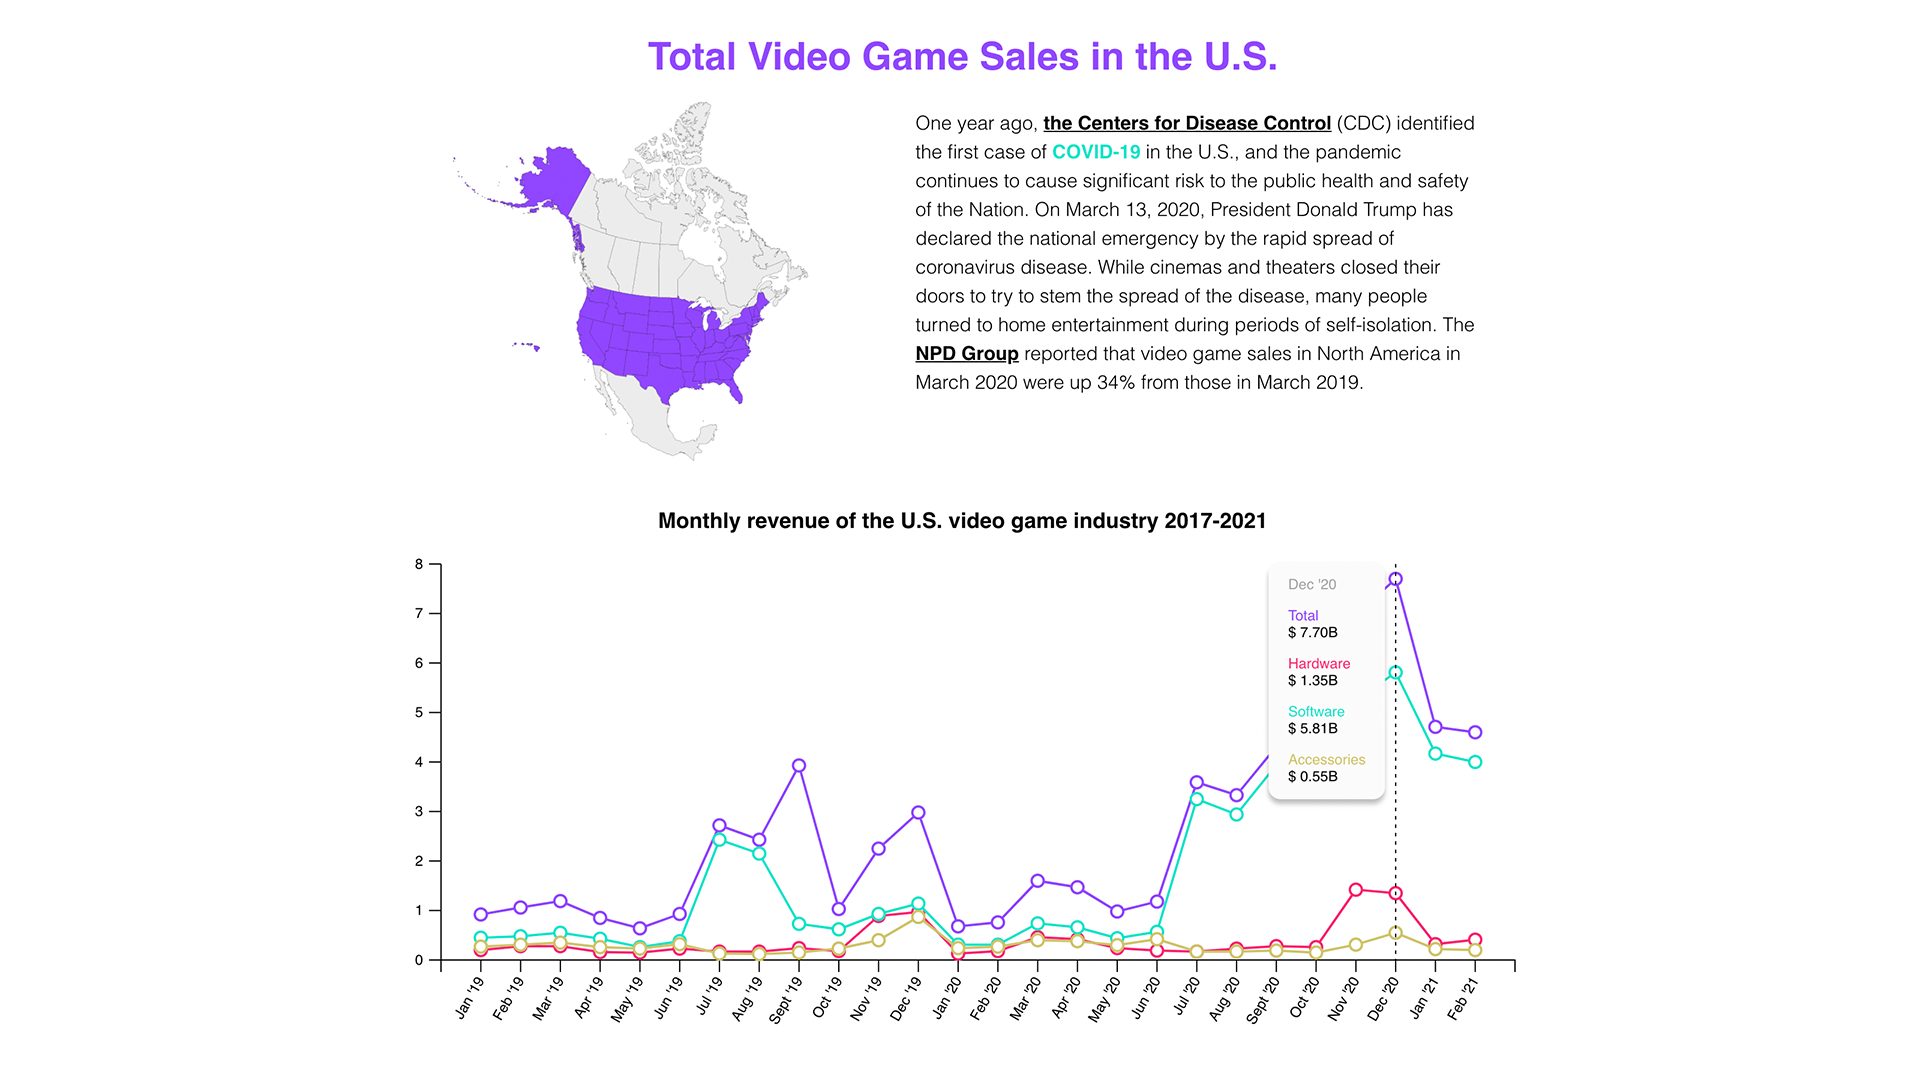 Total Video Game Sales in the U.S.
One year ago, the Centers for Disease Control (CDC) identified
the first case of COVID-19 in the U.S., and the pandemic
continues to cause significant risk to the public health and safety
of the Nation. On March 13, 2020, President Donald Trump has
declared the national emergency by the rapid spread of
coronavirus disease. While cinemas and theaters closed their
doors to try to stem the spread of the disease, many people
turned to home entertainment during periods of self-isolation. The
NPD Group reported that video game sales in North America in
March 2020 were up 34% from those in March 2019.
Monthly revenue of the U.S. video game industry 2017-2021
8
7
6
5
4
3
2
1
0
Dec '20
Total
$ 7.70B
Hardware
$ 1.35B
Software
$ 5.81B
Accessories
$ 0.55B
Jan '19
Feb '19
Mar '19
Apr '19
May '19
Jun '19
Jul '19
Aug '19
Sept '19
Oct '19
Nov '19
Dec '19
Jan '20
Feb '20
Mar '20
Apr '20
May '20
Jun '20
Jul '20
Aug '20
Sept '20
Oct '20
Nov '20
Dec '20
Jan '21
Feb '21